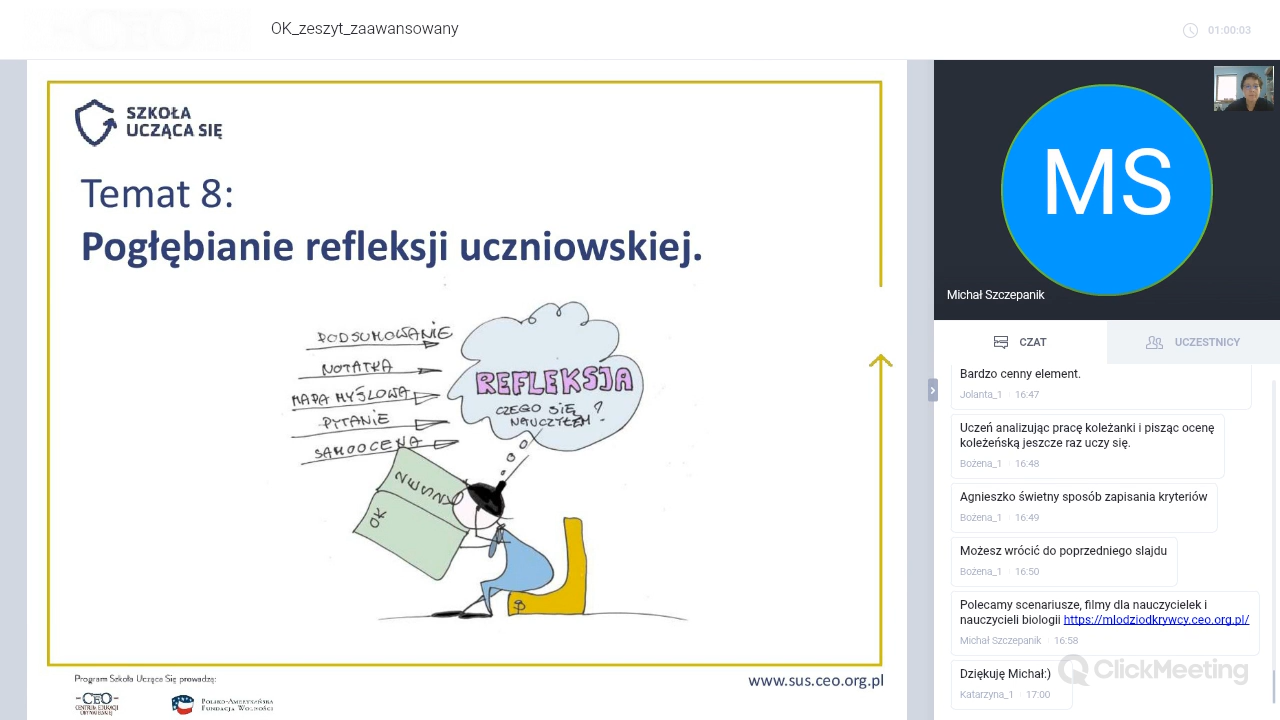 OK_zeszyt_zaawansowany
01:00:03
SZKOŁA
UCZĄCA SIĘ
Temat 8:
Pogłębianie refleksji uczniowskiej.
PODSUMOWANIE
NOTATKA
MAPA MYŚLOWA
PYTANIE
SAMOOCENA
REFLEKSJA
CZEGO SIĘ
NAUCZYŁEM?
ZESZYT
OK
Program Szkoła Ucząca Się prowadzą:
CEO
CENTRUM EDUKACJI
OBYWATELSKIEJ
Polsko-Amerykańska
Fundacja Wolności
www.sus.ceo.org.pl
MS
Michał Szczepanik
CZAT
UCZESTNICY
Bardzo cenny element.
Jolanta_1 16:47
Uczeń analizując pracę koleżanki i pisząc ocenę
koleżeńską jeszcze raz uczy się.
Bożena_1 16:48
Agnieszko świetny sposób zapisania kryteriów
Bożena_1 16:49
Możesz wrócić do poprzedniego slajdu
Bożena_1 16:50
Polecamy scenariusze, filmy dla nauczycielek i
nauczycieli biologii https://mlodziodkrywcy.ceo.org.pl/
Michał Szczepanik 16:58
Dziękuję Michał:)
Katarzyna_1 17:00
ClickMeeting